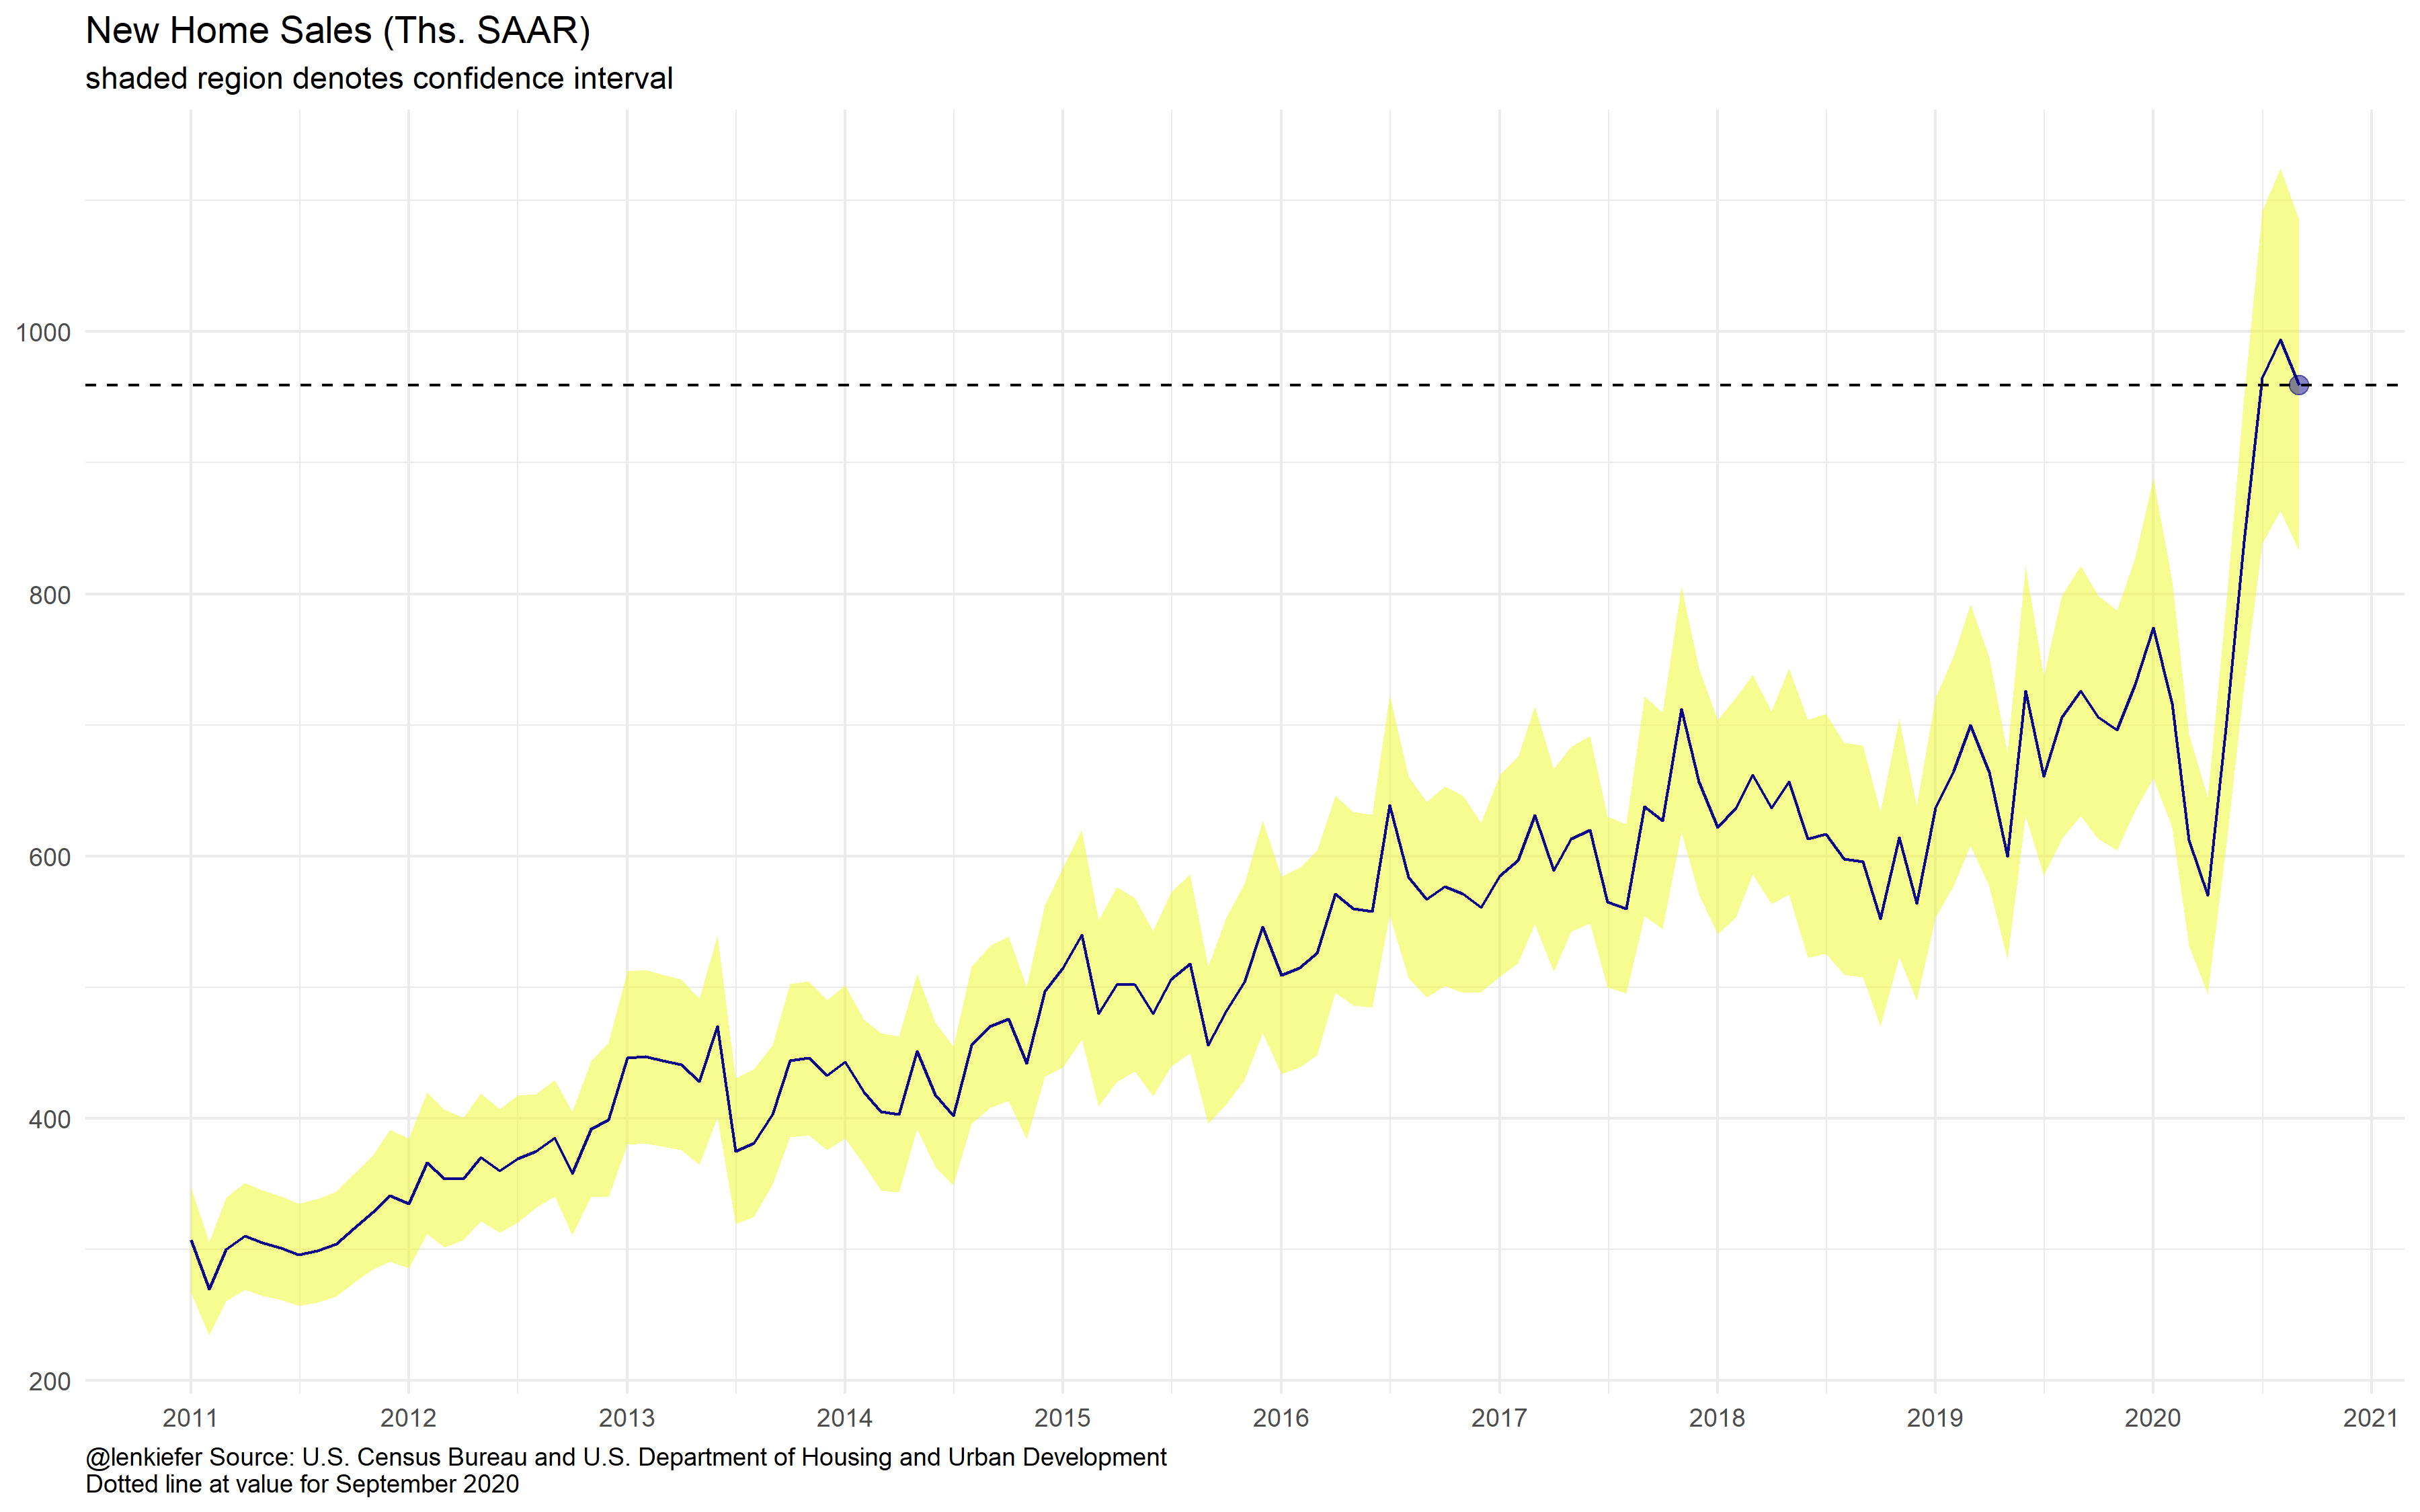 New Home Sales (Ths. SAAR)
shaded region denotes confidence interval
1000
800
600
400
200
2011 2012 2013 2014 2015 2016 2017 2018 2019 2020 2021
@lenkiefer Source: U.S. Census Bureau and U.S. Department of Housing and Urban Development
Dotted line at value for September 2020